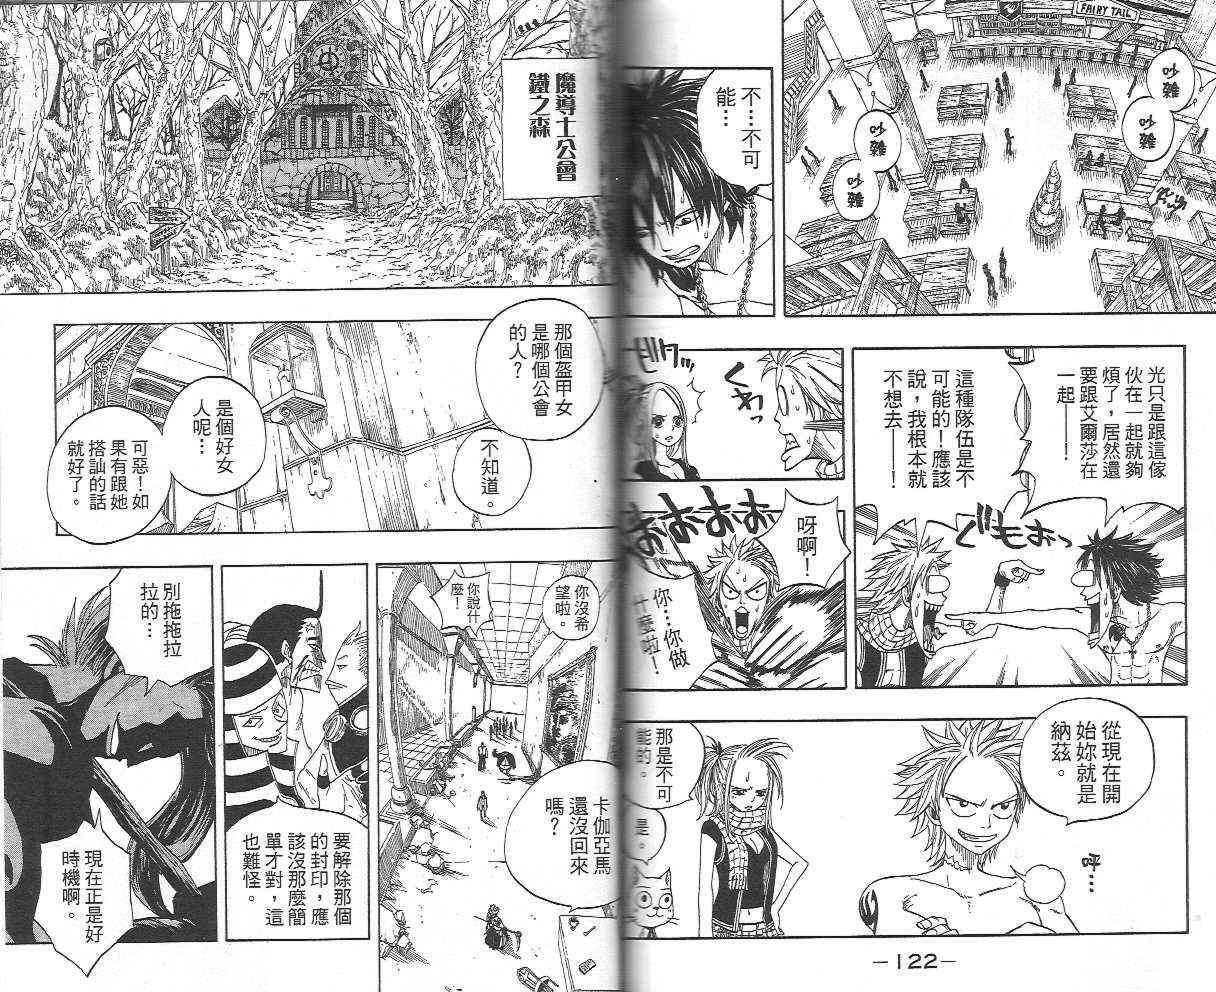 FAIRY TAIL
吵雜
吵雜
吵雜
不…不可
能…
光只是跟這傢
伙在一起就夠
煩了，居然還
要跟艾爾莎在
一起──！
這種隊伍是不
可能的！應該
說，我根本就
不想去──！
くわっ
呀啊！
おおおお
你…你做
什麼啦！
從現在開
始妳就是
納茲。
呼…
那是不可
能的。
是。
－122－
魔導士公會
鐵之森
那個盔甲女
是哪個公會
的人？
不知道。
是個好女
人呢…
可惡！如
果有跟她
搭訕的話
就好了。
你沒希
望啦。
你說什
麼！
卡伽亞馬
還沒回來
嗎？
要解除那個
的封印，應
該沒那麼簡
單才對，這
也難怪。
別拖拖拉
拉的…
現在正是好
時機啊。